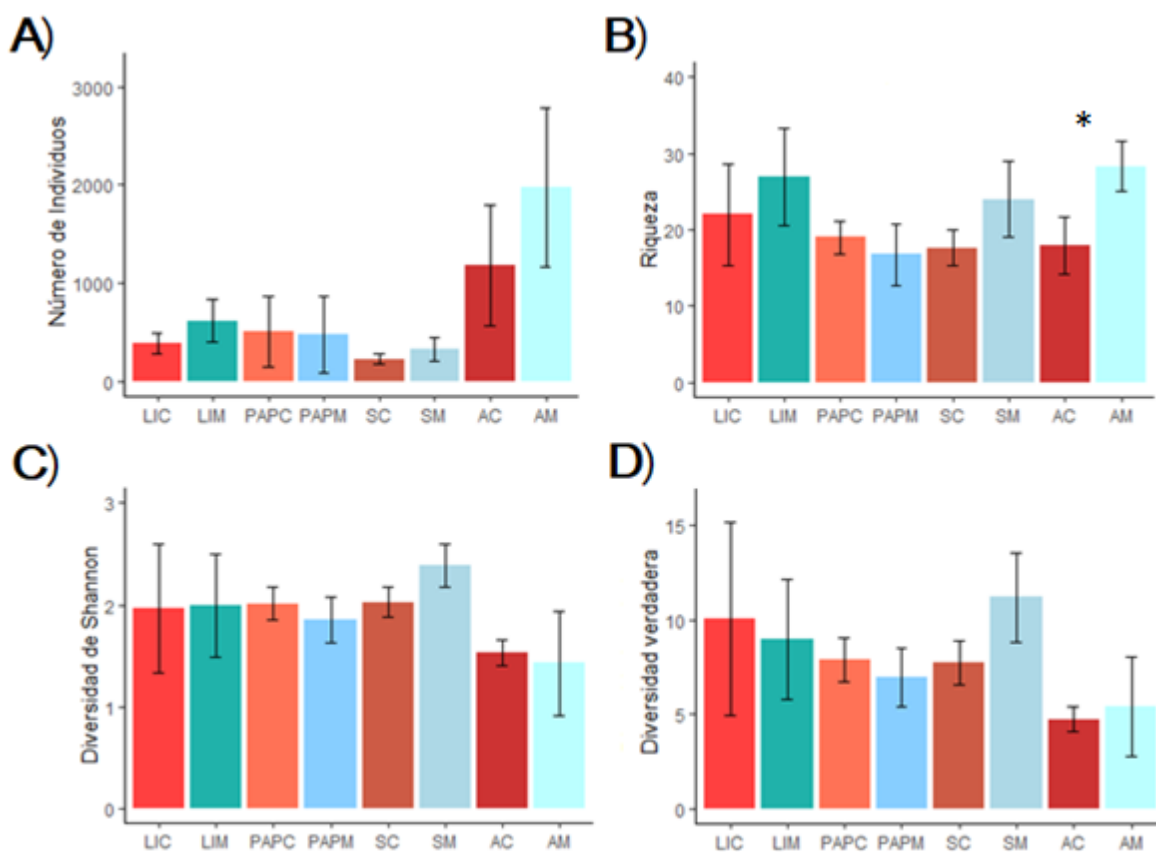 A)
Número de Individuos
3000
2000
1000
0
LIC LIM PAPC PAPM SC SM AC AM
B)
Riqueza
40
30
20
10
0
*
LIC LIM PAPC PAPM SC SM AC AM
C)
Diversidad de Shannon
3
2
1
0
LIC LIM PAPC PAPM SC SM AC AM
D)
Diversidad verdadera
15
10
5
0
LIC LIM PAPC PAPM SC SM AC AM